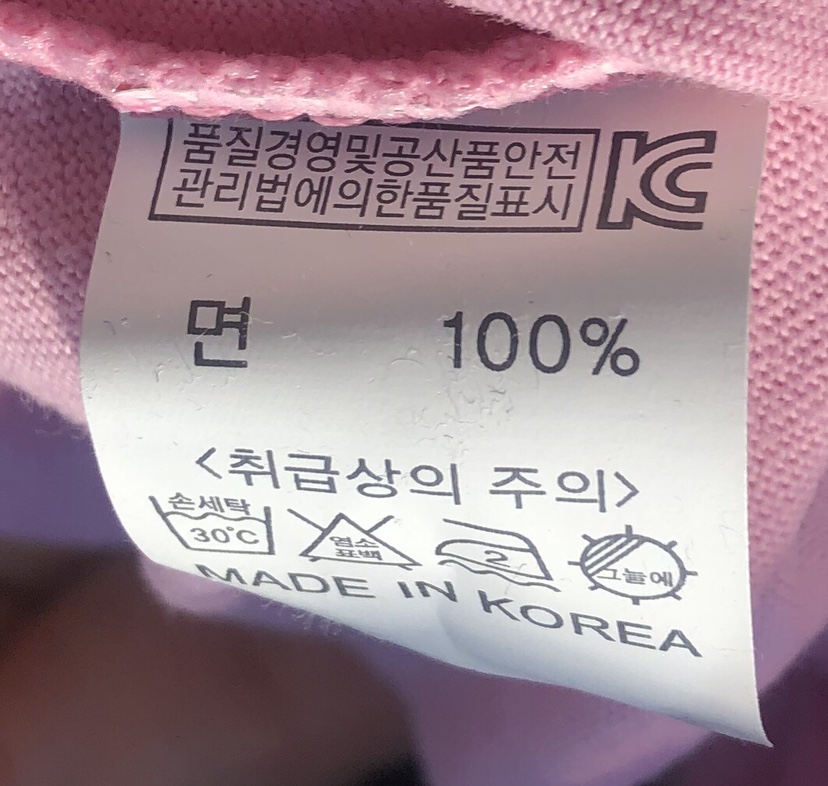 품질경영및공산품안전
관리법에의한품질표시
KC
면 100%
<취급상의 주의>
손세탁
30℃
염소
표백
2
그늘에
MADE IN KOREA